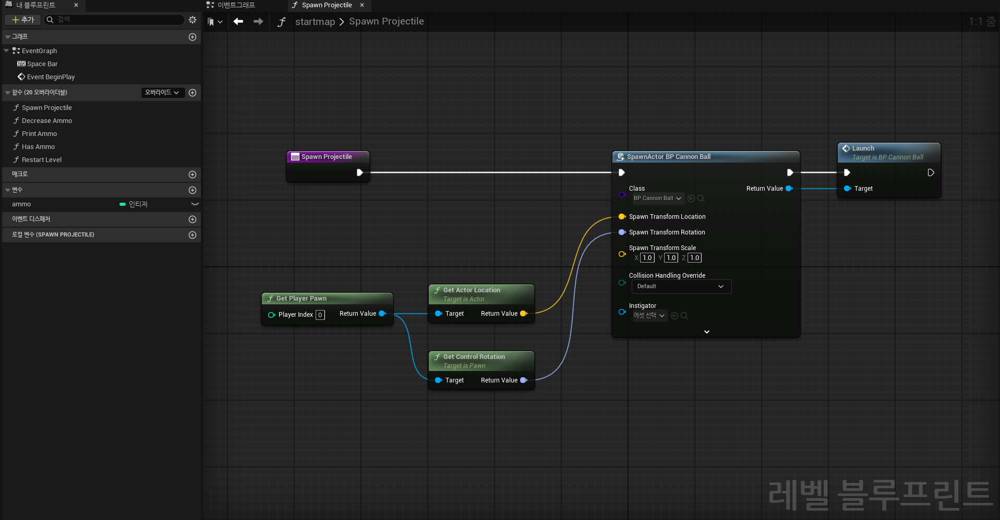 내 블루프린트
추가
검색
그래프
EventGraph
Space Bar
Event BeginPlay
함수 (20 오버라이더블)
오버라이드
Spawn Projectile
Decrease Ammo
Print Ammo
Has Ammo
Restart Level
매크로
변수
ammo 인티저
이벤트 디스패처
로컬 변수 (SPAWN PROJECTILE)
이벤트그래프
Spawn Projectile
startmap > Spawn Projectile
1:1 줌
Spawn Projectile
SpawnActor BP Cannon Ball
Class
BP Cannon Ball
Return Value
Spawn Transform Location
Spawn Transform Rotation
Spawn Transform Scale
X 1.0 Y 1.0 Z 1.0
Collision Handling Override
Default
Instigator
에셋 선택
Launch
Target is BP Cannon Ball
Target
Get Player Pawn
Player Index 0
Return Value
Get Actor Location
Target is Actor
Target
Return Value
Get Control Rotation
Target is Pawn
Target
Return Value
레벨 블루프린트